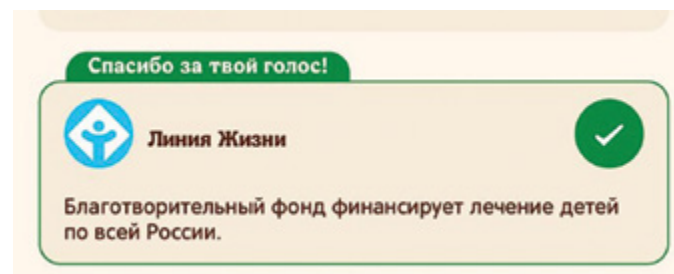 Спасибо за твой голос!
Линия Жизни
Благотворительный фонд финансирует лечение детей
по всей России.